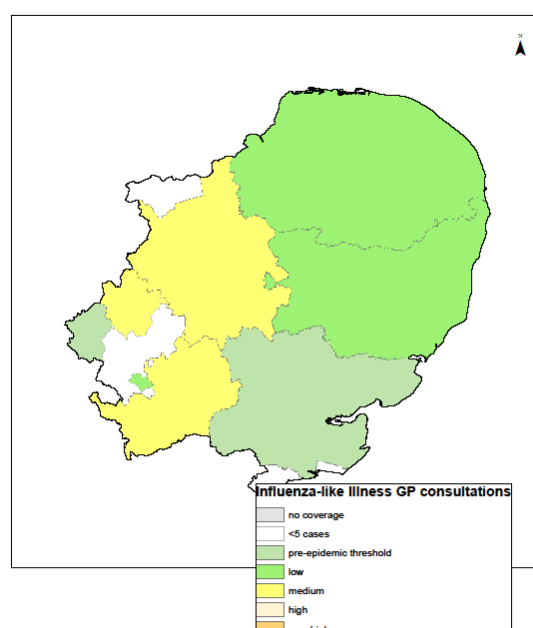 N
Influenza-like Illness GP consultations
no coverage
<5 cases
pre-epidemic threshold
low
medium
high